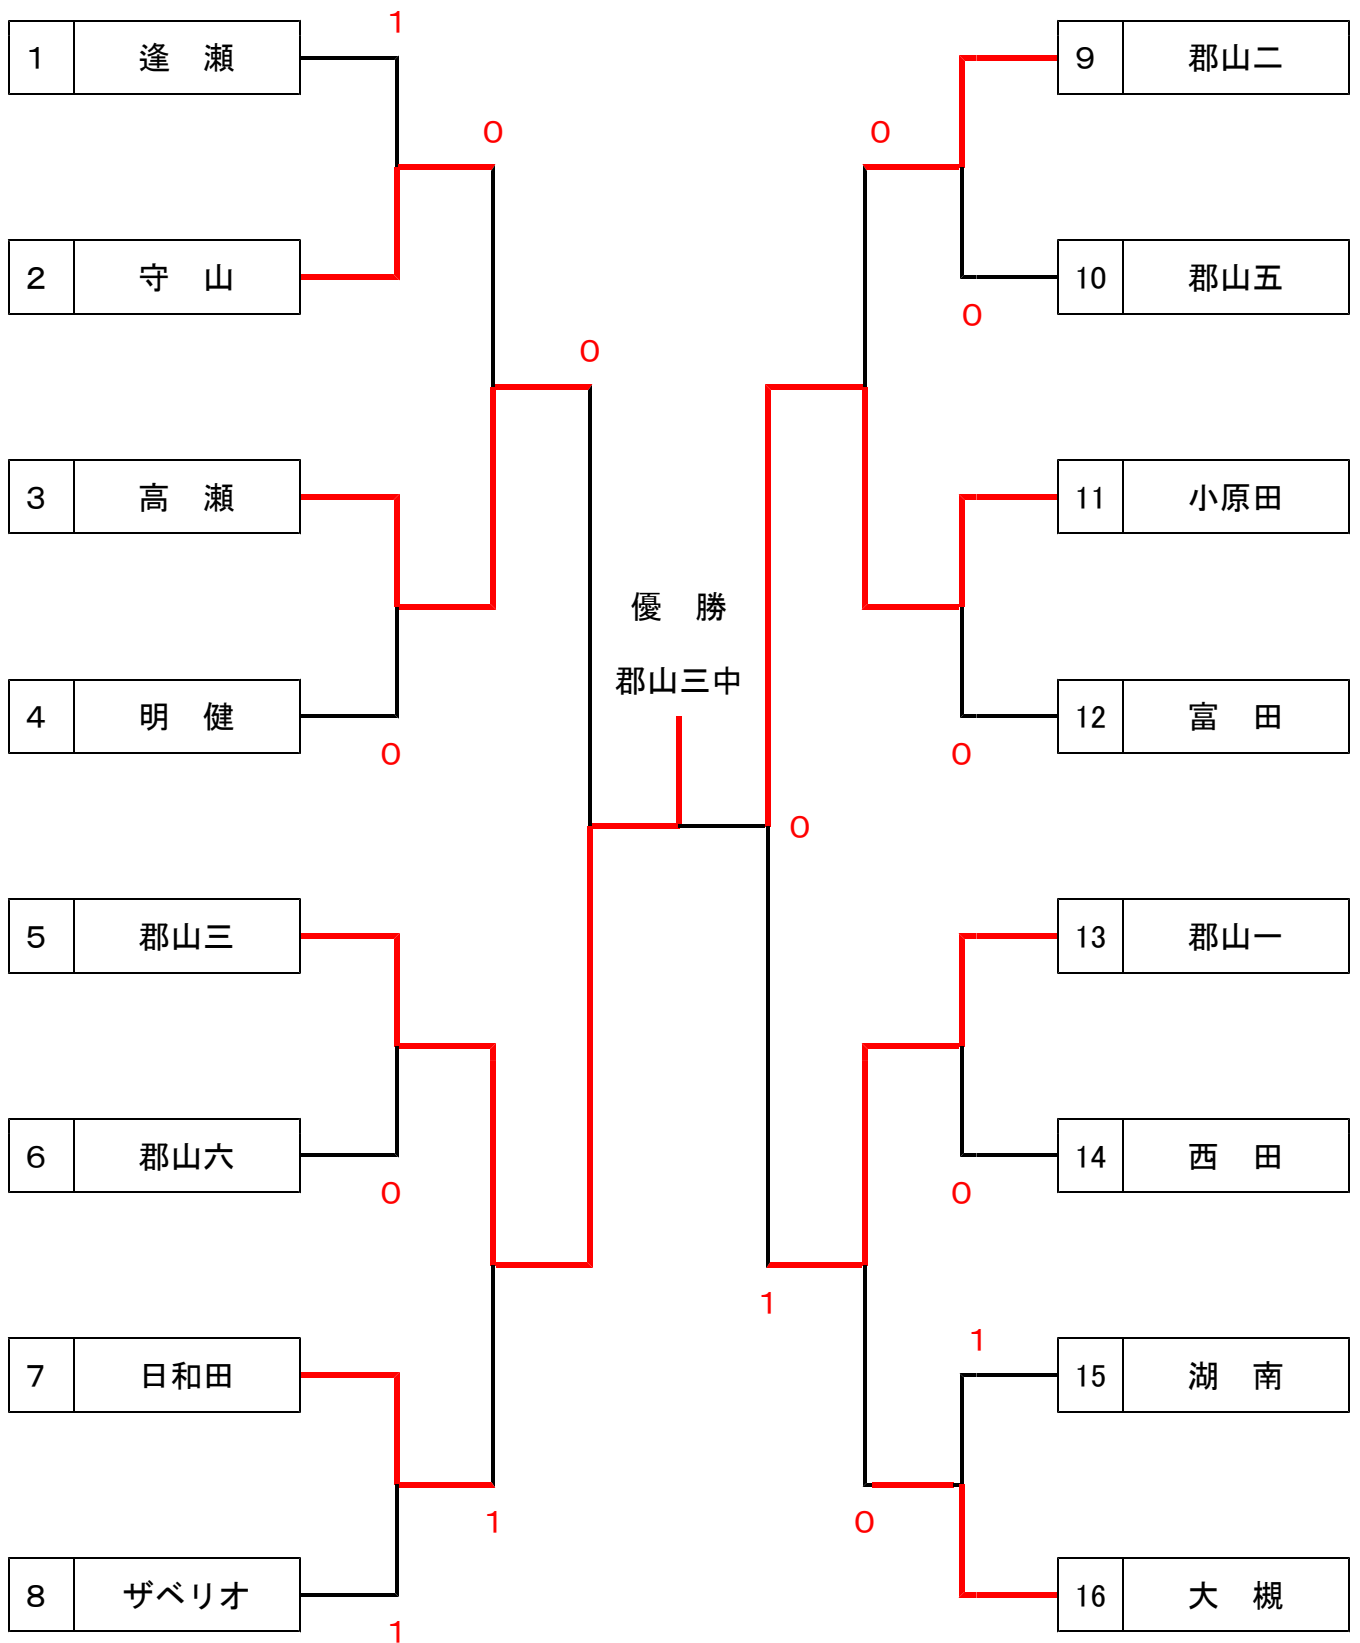 1
1 逢　瀬
0
2 守　山
0
3 高　瀬
4 明　健
0
5 郡山三
6 郡山六
0
7 日和田
1
8 ザベリオ
1
優　勝
郡山三中
0
9 郡山二
0
10 郡山五
0
11 小原田
12 富　田
0
13 郡山一
14 西　田
0
1
1
15 湖　南
0
16 大　槻